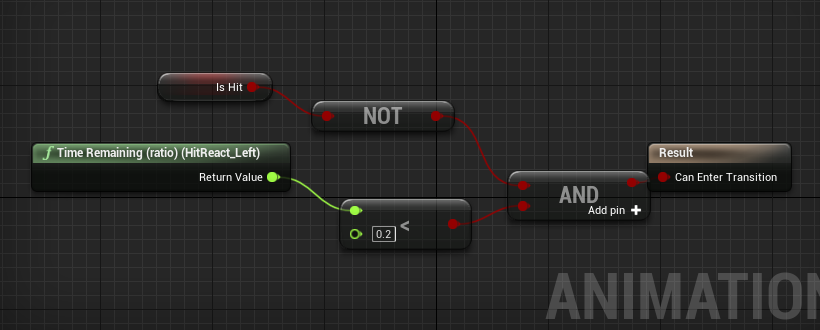 Is Hit
NOT
f Time Remaining (ratio) (HitReact_Left)
Return Value
Result
Can Enter Transition
AND
Add pin +
<
0.2
ANIMATION